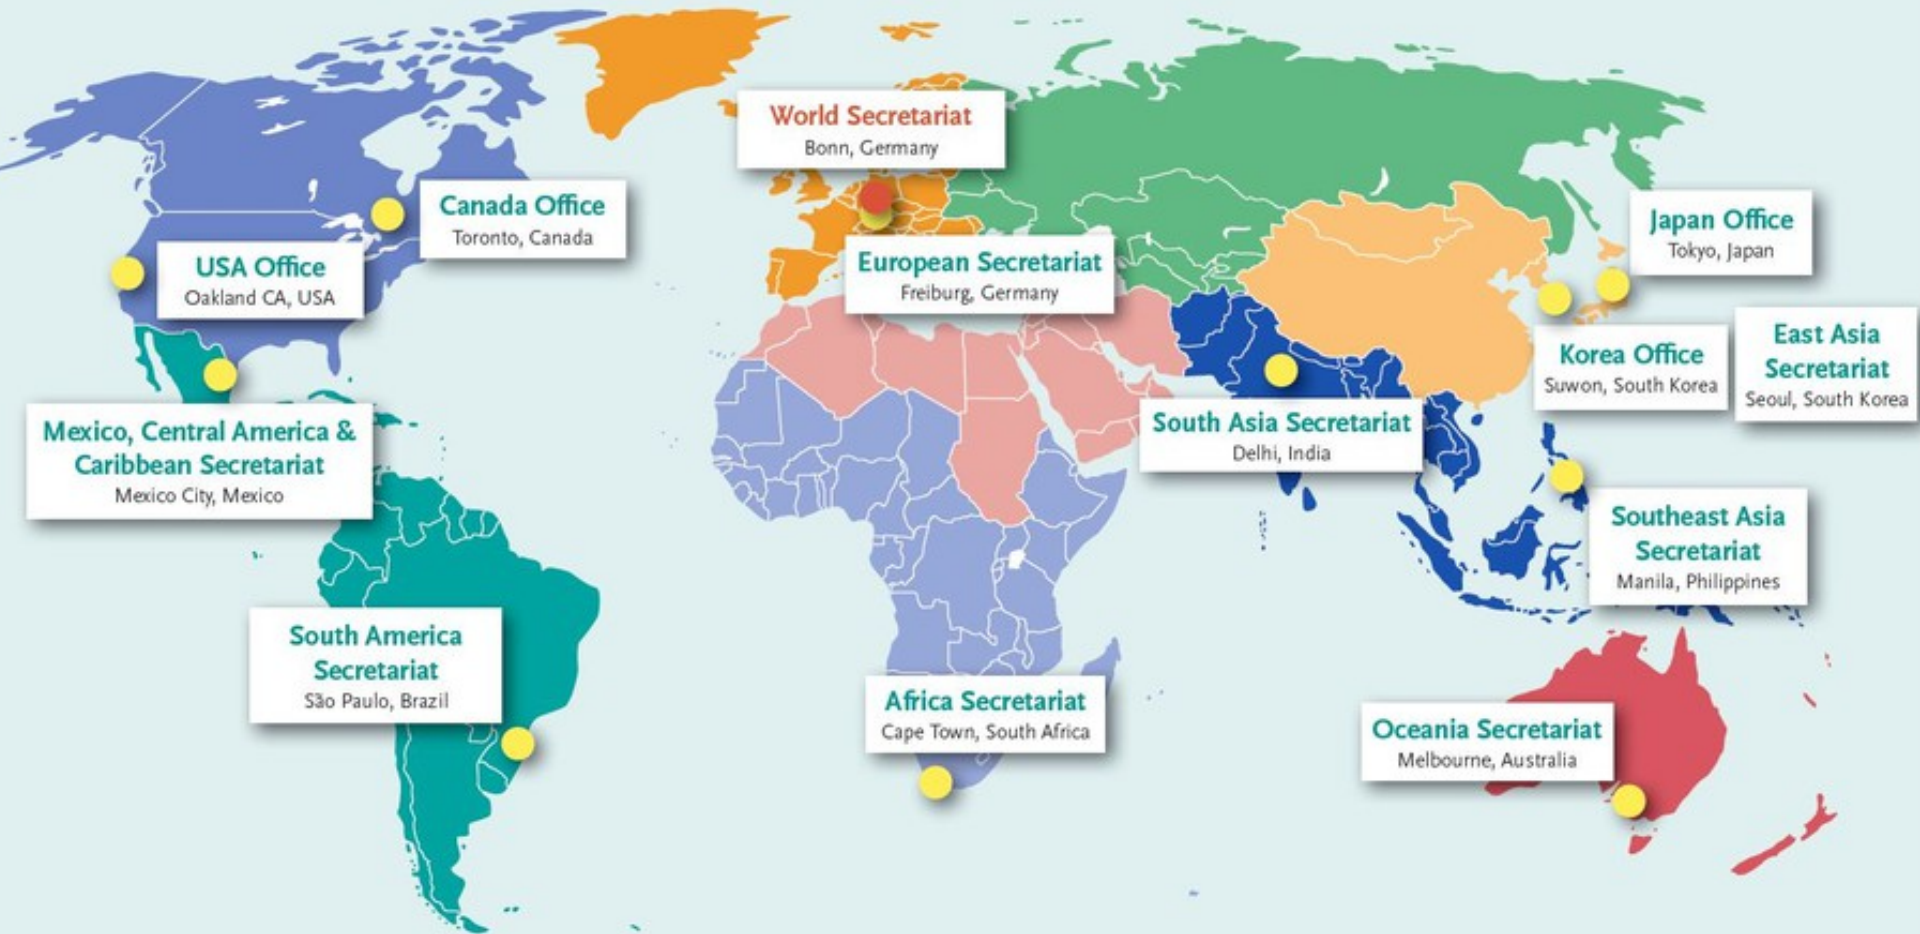 World Secretariat
Bonn, Germany
Canada Office
Toronto, Canada
USA Office
Oakland CA, USA
European Secretariat
Freiburg, Germany
Japan Office
Tokyo, Japan
Korea Office
Suwon, South Korea
East Asia
Secretariat
Seoul, South Korea
Mexico, Central America &
Caribbean Secretariat
Mexico City, Mexico
South Asia Secretariat
Delhi, India
Southeast Asia
Secretariat
Manila, Philippines
South America
Secretariat
São Paulo, Brazil
Africa Secretariat
Cape Town, South Africa
Oceania Secretariat
Melbourne, Australia